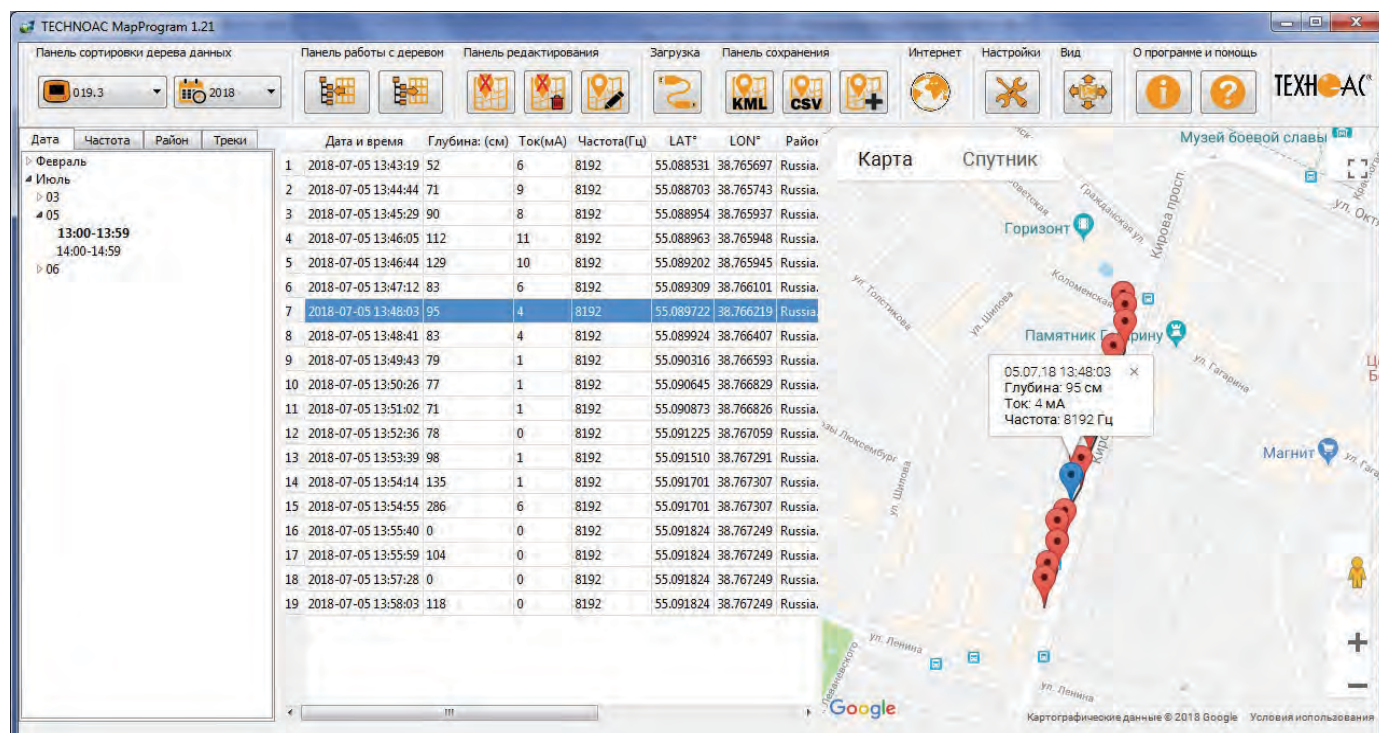 TECHNOAC MapProgram 1.21
Панель сортировки дерева данных
Панель работы с деревом
Панель редактирования
Загрузка
Панель сохранения
Интернет
Настройки
Вид
О программе и помощь
019.3
2018
KML
CSV
ТЕХНО-АС®
Дата Частота Район Треки
Февраль
Июль
03
05
13:00-13:59
14:00-14:59
06
Дата и время Глубина: (см) Ток(мА) Частота(Гц) LAT° LON° Район
1 2018-07-05 13:43:19 52 6 8192 55.088531 38.765697 Russia.
2 2018-07-05 13:44:44 71 9 8192 55.088703 38.765743 Russia.
3 2018-07-05 13:45:29 90 8 8192 55.088954 38.765937 Russia.
4 2018-07-05 13:46:05 112 11 8192 55.088963 38.765948 Russia.
5 2018-07-05 13:46:44 129 10 8192 55.089202 38.765945 Russia.
6 2018-07-05 13:47:12 83 6 8192 55.089309 38.766101 Russia.
7 2018-07-05 13:48:03 95 4 8192 55.089722 38.766219 Russia.
8 2018-07-05 13:48:41 83 4 8192 55.089924 38.766407 Russia.
9 2018-07-05 13:49:43 79 1 8192 55.090316 38.766593 Russia.
10 2018-07-05 13:50:26 77 1 8192 55.090645 38.766829 Russia.
11 2018-07-05 13:51:02 71 1 8192 55.090873 38.766826 Russia.
12 2018-07-05 13:52:36 78 0 8192 55.091225 38.767059 Russia.
13 2018-07-05 13:53:39 98 1 8192 55.091510 38.767291 Russia.
14 2018-07-05 13:54:14 135 1 8192 55.091701 38.767307 Russia.
15 2018-07-05 13:54:55 286 6 8192 55.091701 38.767307 Russia.
16 2018-07-05 13:55:40 0 0 8192 55.091824 38.767249 Russia.
17 2018-07-05 13:55:59 104 0 8192 55.091824 38.767249 Russia.
18 2018-07-05 13:57:28 0 0 8192 55.091824 38.767249 Russia.
19 2018-07-05 13:58:03 118 0 8192 55.091824 38.767249 Russia.
Карта Спутник
Музей боевой славы
Гражданская ул.
Кирова просп.
ул. Окт
Горизонт
Коломенская
ул. Толстикова
ул. Шилова
Памятник Гагарину
ул. Гагарина
05.07.18 13:48:03
Глубина: 95 см
Ток: 4 мА
Частота: 8192 Гц
Люксембург
Киро
Магнит
ул. Гага
ул. Шилова
ул. Ленина
Леваневского
ул. Ленина
Google
Картографические данные © 2018 Google Условия использования